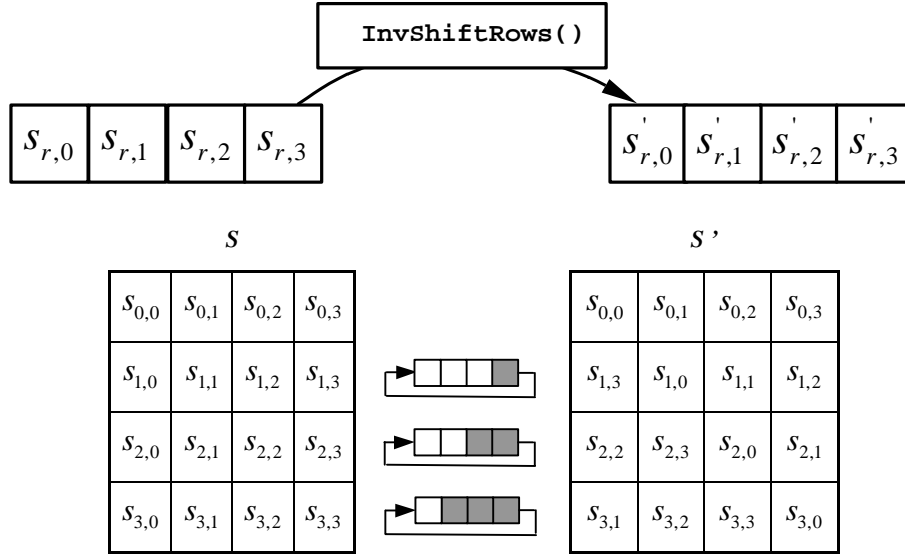 InvShiftRows()
s_{r,0} s_{r,1} s_{r,2} s_{r,3} s'_{r,0} s'_{r,1} s'_{r,2} s'_{r,3}
s s'
s_{0,0} s_{0,1} s_{0,2} s_{0,3} s_{0,0} s_{0,1} s_{0,2} s_{0,3}
s_{1,0} s_{1,1} s_{1,2} s_{1,3} s_{1,3} s_{1,0} s_{1,1} s_{1,2}
s_{2,0} s_{2,1} s_{2,2} s_{2,3} s_{2,2} s_{2,3} s_{2,0} s_{2,1}
s_{3,0} s_{3,1} s_{3,2} s_{3,3} s_{3,1} s_{3,2} s_{3,3} s_{3,0}